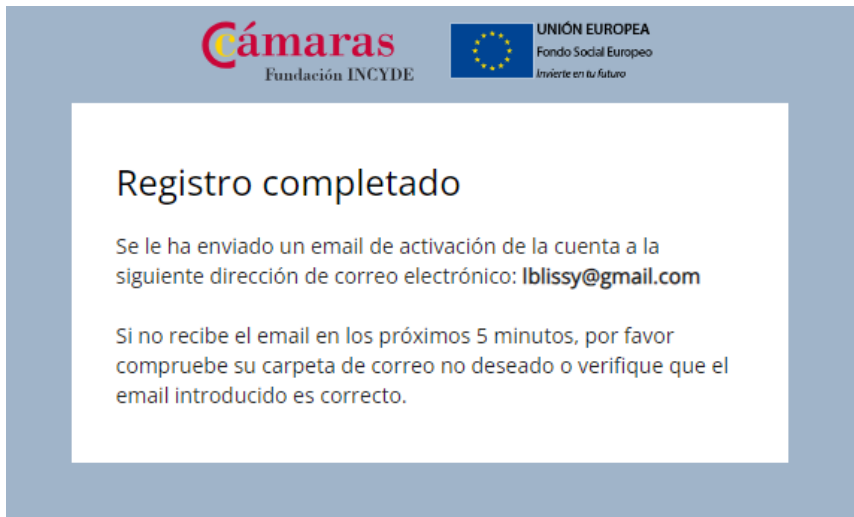 Cámaras
Fundación INCYDE
UNIÓN EUROPEA
Fondo Social Europeo
Invierte en tu futuro
Registro completado
Se le ha enviado un email de activación de la cuenta a la
siguiente dirección de correo electrónico: lblissy@gmail.com
Si no recibe el email en los próximos 5 minutos, por favor
compruebe su carpeta de correo no deseado o verifique que el
email introducido es correcto.